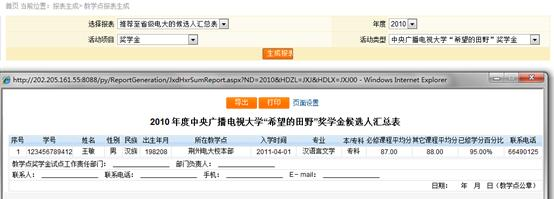 首页 当前位置：报表生成> 教学点报表生成
选择报表 推荐至省级电大的候选人汇总表 年度 2010
活动项目 奖学金 活动类型 中央广播电视大学“希望的田野”奖学金
生成报表
http://202.205.161.55:8088/py/ReportGeneration/JxdHxrSumReport.aspx?ND=2010&HDZL=JXJ&HDLX=JXJ00 - Windows Internet Explorer
导出 打印 页面设置
2010 年度中央广播电视大学“希望的田野”奖学金候选人汇总表
序号 学号 姓名 性别 民族 出生年月 所在教学点 入学时间 专业 本/专科 必修课程平均分 其它课程平均分 已修学分百分比 联系电话
1 123456789412 王敏 男 汉族 198208 荆州电大校本部 2011-04-01 汉语言文学 专科 87.00 88.00 95.00% 66490125
教学点奖学金试点工作责任部门： 部门负责人：
联系人： 联系电话： 手机： E－mail：
日期： 年 月 日（教学点公章）